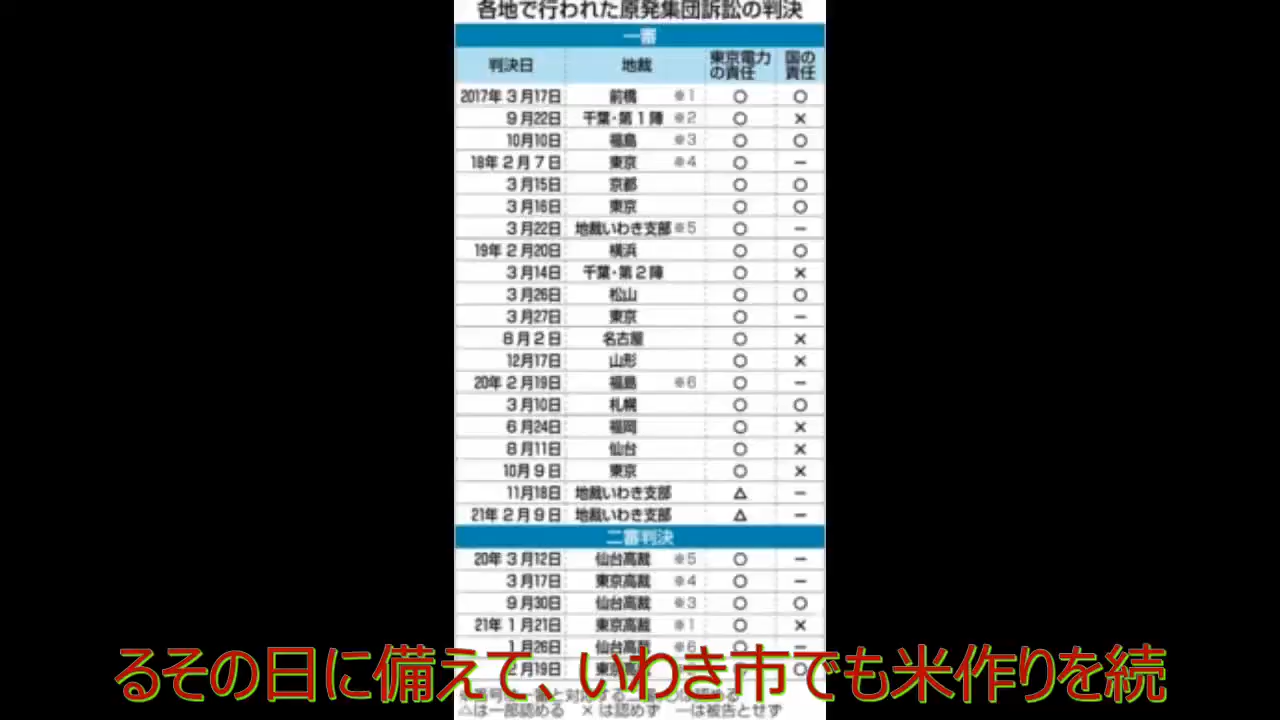 各地で行われた原発集団訴訟の判決
一審
判決日 地裁 東京電力の責任 国の責任
2017年3月17日 前橋 ※1 ○ ○
9月22日 千葉・第1陣 ※2 ○ ×
10月10日 福島 ※3 ○ ○
18年2月7日 東京 ※4 ○ －
3月15日 京都 ○ ○
3月16日 東京 ○ ○
3月22日 地裁いわき支部 ※5 ○ －
19年2月20日 横浜 ○ ○
3月14日 千葉・第2陣 ○ ×
3月26日 松山 ○ ○
3月27日 東京 ○ －
8月2日 名古屋 ○ ×
12月17日 山形 ○ ×
20年2月19日 福島 ※6 ○ －
3月10日 札幌 ○ ○
6月24日 福岡 ○ ×
8月11日 仙台 ○ ×
10月9日 東京 ○ ×
11月18日 地裁いわき支部 △ －
21年2月9日 地裁いわき支部 △ －
二審判決
20年3月12日 仙台高裁 ※5 ○ －
3月17日 東京高裁 ※4 ○ －
9月30日 仙台高裁 ※3 ○ ○
21年1月21日 東京高裁 ※1 ○ ×
1月26日 仙台高裁 ※6 ○ －
2月19日 東 ○
るその日に備えて、いわき市でも米作りを続
△は一部認める ×は認めず －は被告とせず